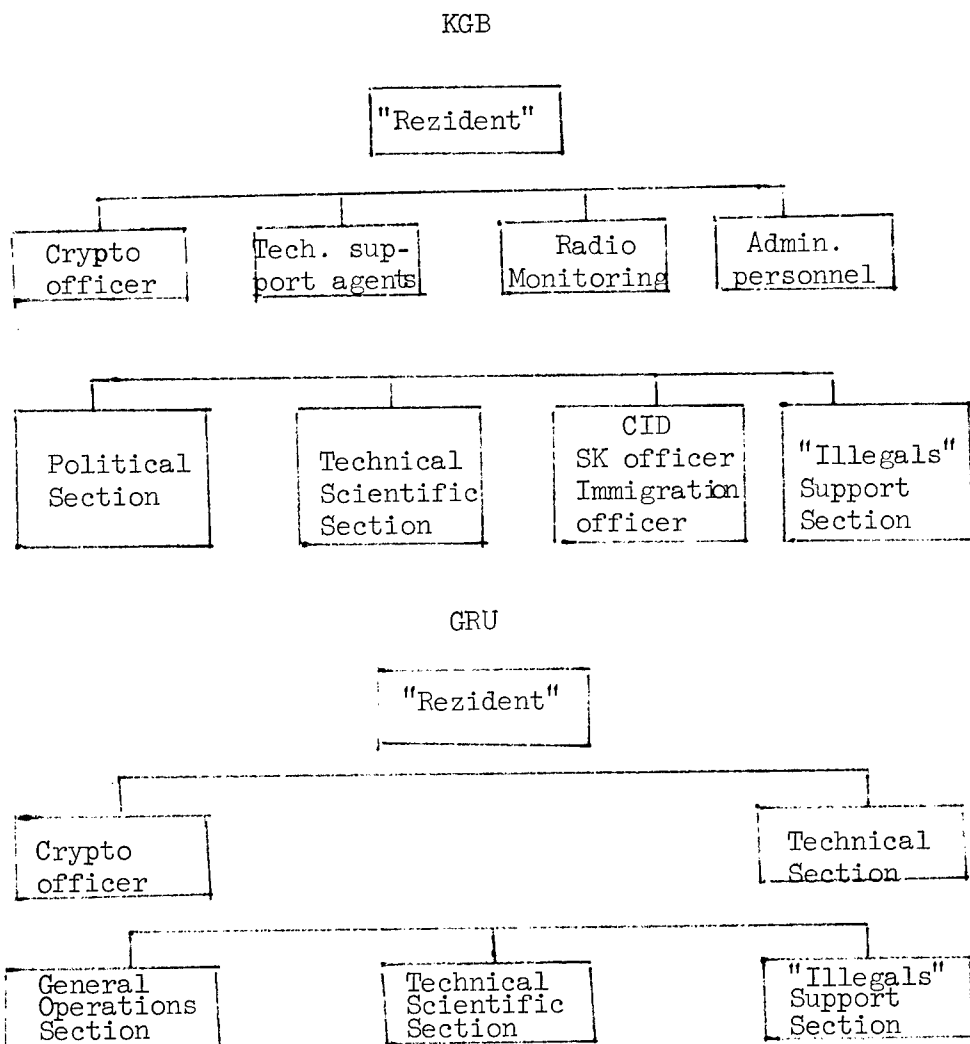 KGB
"Rezident"
Crypto
officer
Tech. sup-
port agents
Radio
Monitoring
Admin.
personnel
Political
Section
Technical
Scientific
Section
CID
SK officer
Immigration
officer
"Illegals"
Support
Section
GRU
"Rezident"
Crypto
officer
Technical
Section
General
Operations
Section
Technical
Scientific
Section
"Illegals"
Support
Section